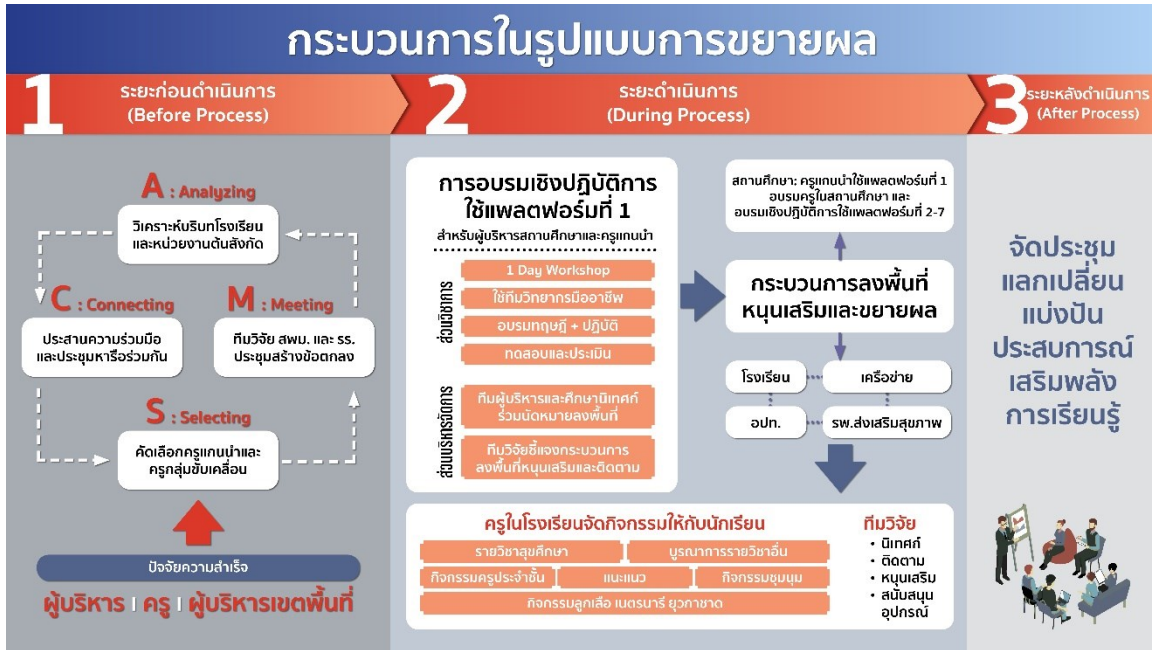 กระบวนการในรูปแบบการขยายผล
1
ระยะก่อนดำเนินการ
(Before Process)
2
ระยะดำเนินการ
(During Process)
3
ระยะหลังดำเนินการ
(After Process)
A : Analyzing
วิเคราะห์บริบทโรงเรียน
และหน่วยงานต้นสังกัด
C : Connecting
ประสานความร่วมมือ
และประชุมหารือร่วมกัน
M : Meeting
ทีมวิจัย สพม. และ รร.
ประชุมสร้างข้อตกลง
S : Selecting
คัดเลือกครูแกนนำและ
ครูกลุ่มขับเคลื่อน
ปัจจัยความสำเร็จ
ผู้บริหาร | ครู | ผู้บริหารเขตพื้นที่
การอบรมเชิงปฏิบัติการ
ใช้แพลตฟอร์มที่ 1
สำหรับผู้บริหารสถานศึกษาและครูแกนนำ
ส่วนวิชาการ
1 Day Workshop
ใช้ทีมวิทยากรมืออาชีพ
อบรมทฤษฎี + ปฏิบัติ
ทดสอบและประเมิน
ส่วนบริหารจัดการ
ทีมผู้บริหารและศึกษานิเทศก์
ร่วมนัดหมายลงพื้นที่
ทีมวิจัยชี้แจงกระบวนการ
ลงพื้นที่หนุนเสริมและติดตาม
สถานศึกษา: ครูแกนนำใช้แพลตฟอร์มที่ 1
อบรมครูในสถานศึกษา และ
อบรมเชิงปฏิบัติการใช้แพลตฟอร์มที่ 2-7
กระบวนการลงพื้นที่
หนุนเสริมและขยายผล
โรงเรียน
เครือข่าย
อปท.
รพ.ส่งเสริมสุขภาพ
ครูในโรงเรียนจัดกิจกรรมให้กับนักเรียน
รายวิชาสุขศึกษา
บูรณาการรายวิชาอื่น
กิจกรรมครูประจำชั้น
แนะแนว
กิจกรรมชุมนุม
กิจกรรมลูกเสือ เนตรนารี ยุวกาชาด
ทีมวิจัย
• นิเทศก์
• ติดตาม
• หนุนเสริม
• สนับสนุน
อุปกรณ์
จัดประชุม
แลกเปลี่ยน
แบ่งปัน
ประสบการณ์
เสริมพลัง
การเรียนรู้